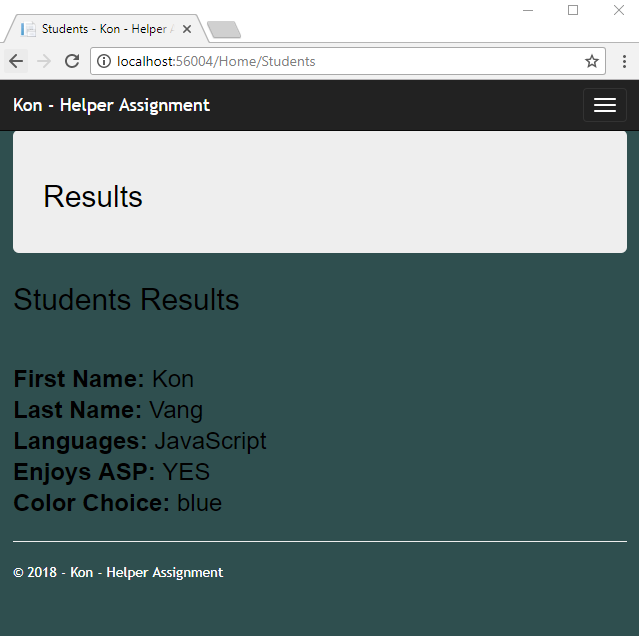 Students - Kon - Helper A
localhost:56004/Home/Students
Kon - Helper Assignment
Results
Students Results
First Name: Kon
Last Name: Vang
Languages: JavaScript
Enjoys ASP: YES
Color Choice: blue
© 2018 - Kon - Helper Assignment